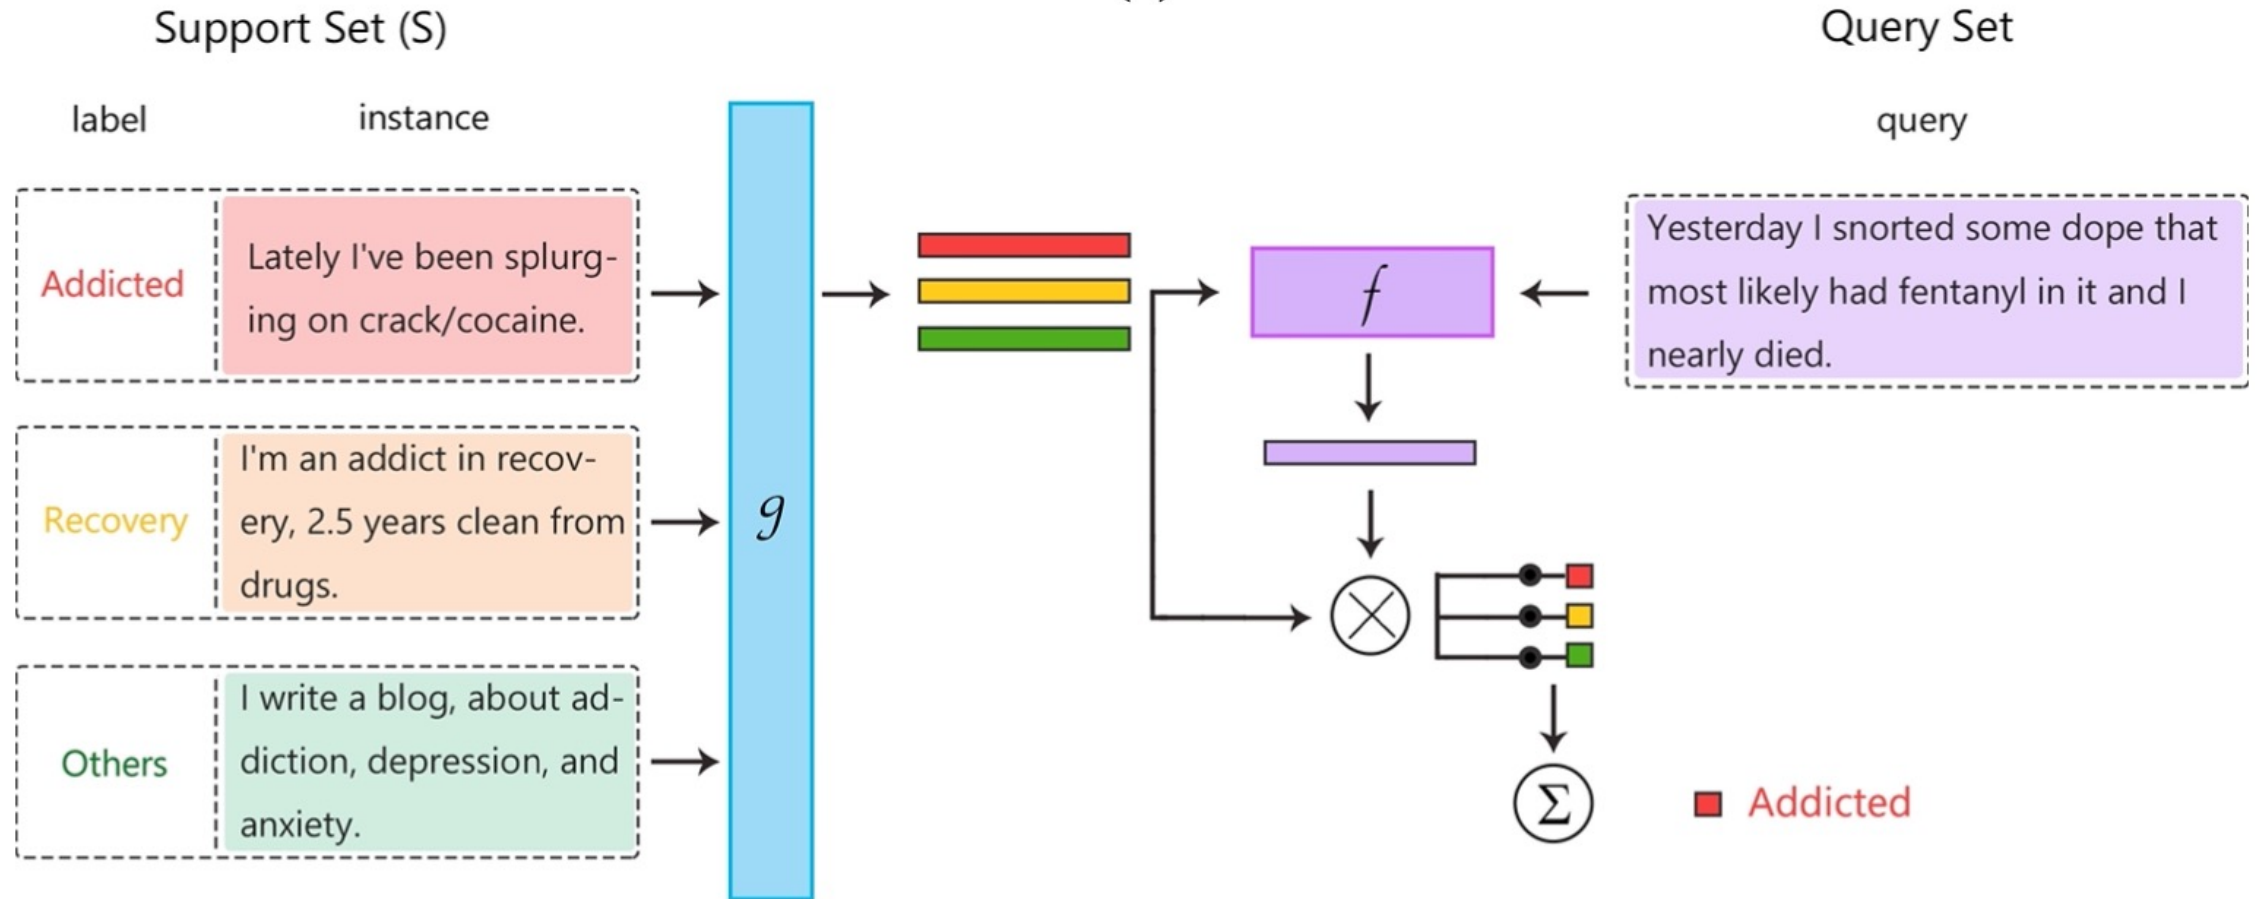 Support Set (S)
Query Set
label
instance
query
Addicted
Lately I've been splurg-
ing on crack/cocaine.
Recovery
I'm an addict in recov-
ery, 2.5 years clean from
drugs.
Others
I write a blog, about ad-
diction, depression, and
anxiety.
g
f
Yesterday I snorted some dope that
most likely had fentanyl in it and I
nearly died.
Σ
Addicted